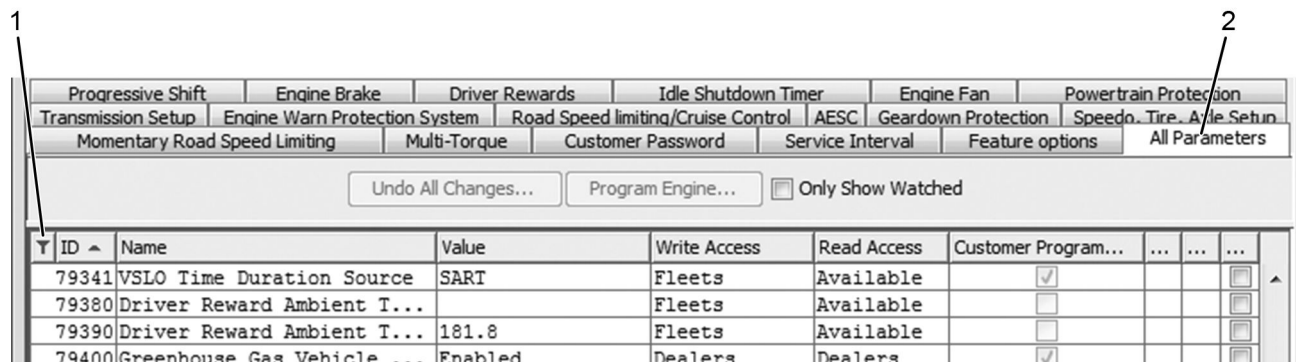 1 2
Progressive Shift Engine Brake Driver Rewards Idle Shutdown Timer Engine Fan Powertrain Protection
Transmission Setup Engine Warn Protection System Road Speed limiting/Cruise Control AESC Geardown Protection Speedo, Tire, Axle Setup
Momentary Road Speed Limiting Multi-Torque Customer Password Service Interval Feature options All Parameters
Undo All Changes... Program Engine... Only Show Watched
ID Name Value Write Access Read Access Customer Program... ... ... ...
79341 VSLO Time Duration Source SART Fleets Available
79380 Driver Reward Ambient T... Fleets Available
79390 Driver Reward Ambient T... 181.8 Fleets Available
79400 Greenhouse Gas Vehicle ... Enabled Dealers Dealers